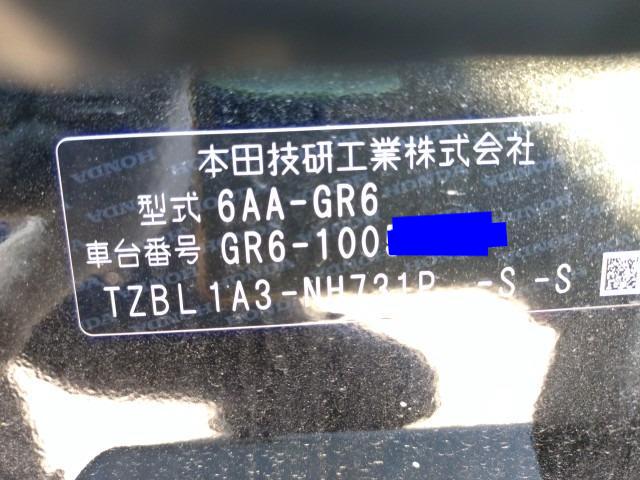 本田技研工業株式会社
型式 6AA-GR6
車台番号 GR6-100
TZBL1A3-NH731P -S -S